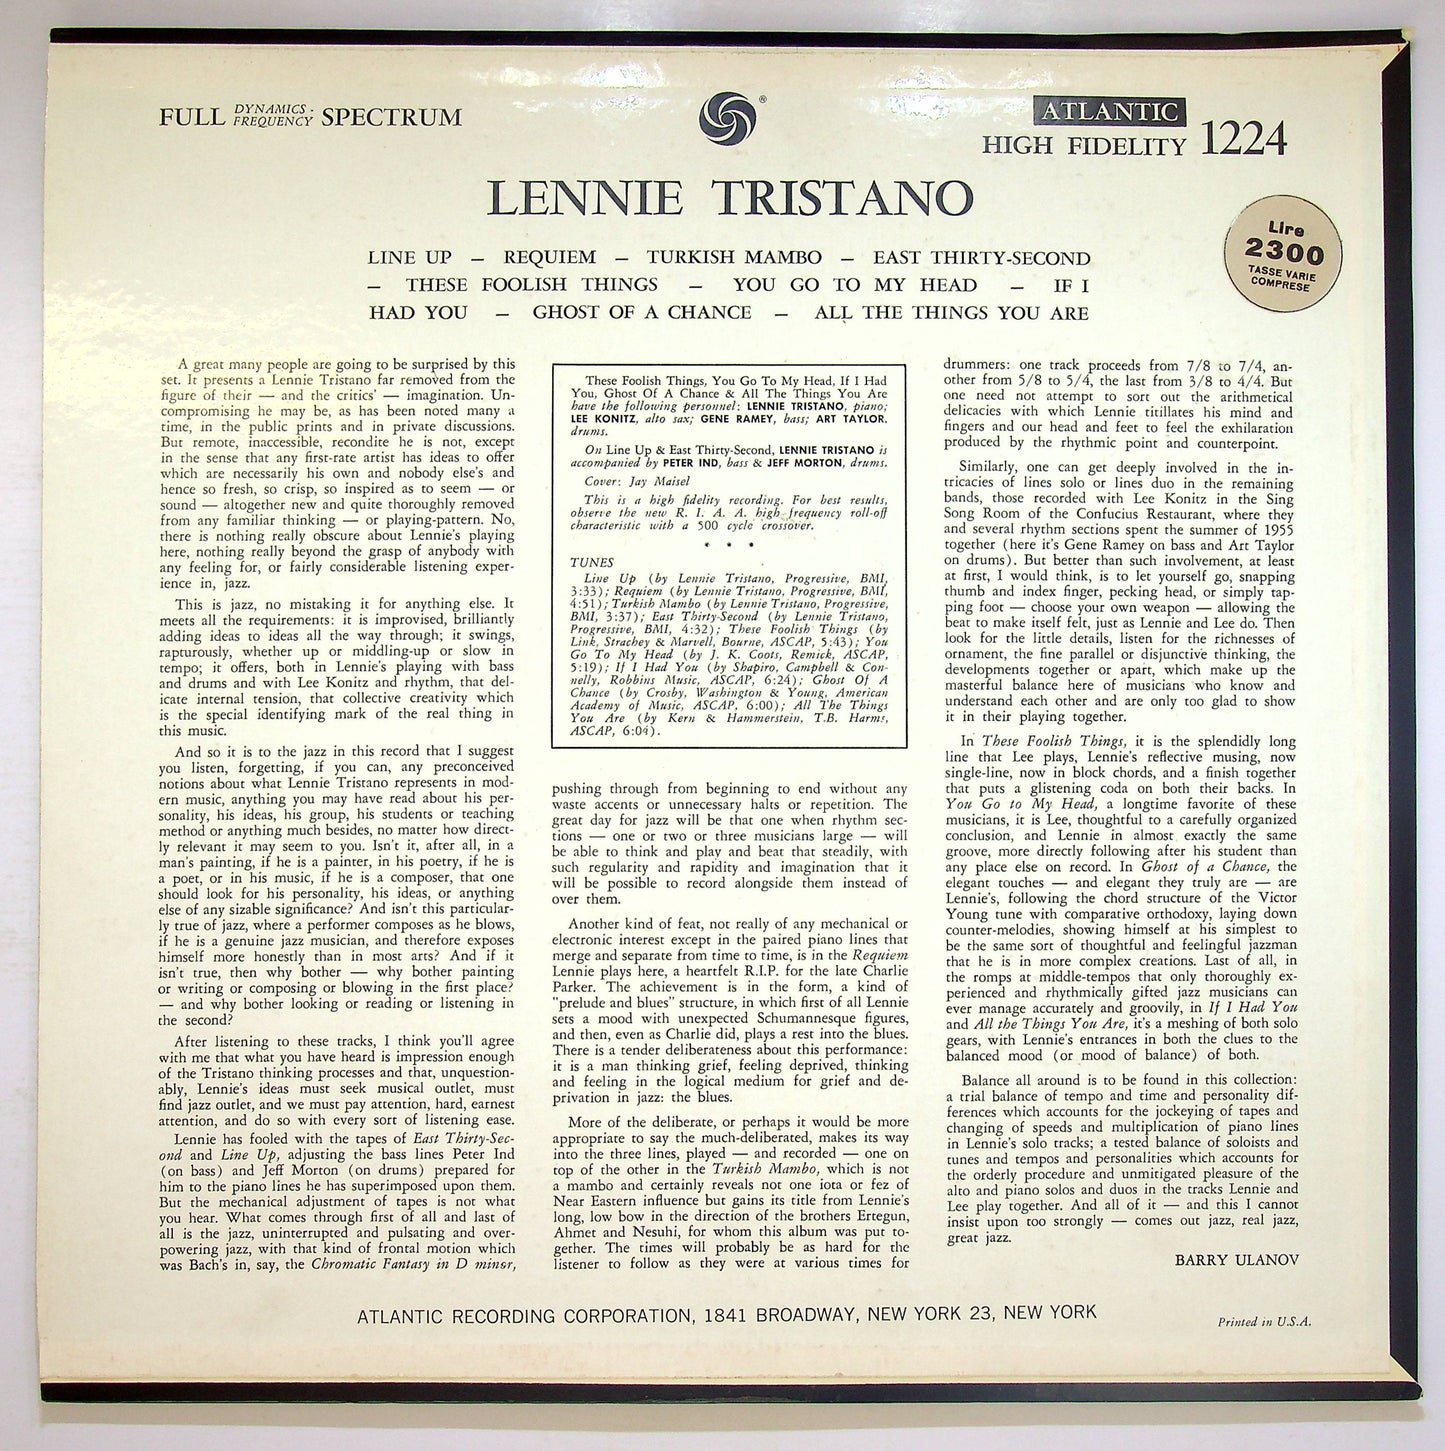 FULL DYNAMICS · FREQUENCY SPECTRUM
®
ATLANTIC
HIGH FIDELITY 1224
LENNIE TRISTANO
LINE UP — REQUIEM — TURKISH MAMBO — EAST THIRTY-SECOND
— THESE FOOLISH THINGS — YOU GO TO MY HEAD — IF I
HAD YOU — GHOST OF A CHANCE — ALL THE THINGS YOU ARE
Lire
2300
TASSE VARIE
COMPRESE
A great many people are going to be surprised by this
set. It presents a Lennie Tristano far removed from the
figure of their — and the critics' — imagination. Un-
compromising he may be, as has been noted many a
time, in the public prints and in private discussions.
But remote, inaccessible, recondite he is not, except
in the sense that any first-rate artist has ideas to offer
which are necessarily his own and nobody else's and
hence so fresh, so crisp, so inspired as to seem — or
sound — altogether new and quite thoroughly removed
from any familiar thinking — or playing-pattern. No,
there is nothing really obscure about Lennie's playing
here, nothing really beyond the grasp of anybody with
any feeling for, or fairly considerable listening exper-
ience in, jazz.
This is jazz, no mistaking it for anything else. It
meets all the requirements: it is improvised, brilliantly
adding ideas to ideas all the way through; it swings,
rapturously, whether up or middling-up or slow in
tempo; it offers, both in Lennie's playing with bass
and drums and with Lee Konitz and rhythm, that del-
icate internal tension, that collective creativity which
is the special identifying mark of the real thing in
this music.
And so it is to the jazz in this record that I suggest
you listen, forgetting, if you can, any preconceived
notions about what Lennie Tristano represents in mod-
ern music, anything you may have read about his per-
sonality, his ideas, his group, his students or teaching
method or anything much besides, no matter how direct-
ly relevant it may seem to you. Isn't it, after all, in a
man's painting, if he is a painter, in his poetry, if he is
a poet, or in his music, if he is a composer, that one
should look for his personality, his ideas, or anything
else of any sizable significance? And isn't this particular-
ly true of jazz, where a performer composes as he blows,
if he is a genuine jazz musician, and therefore exposes
himself more honestly than in most arts? And if it
isn't true, then why bother — why bother painting
or writing or composing or blowing in the first place?
— and why bother looking or reading or listening in
the second?
After listening to these tracks, I think you'll agree
with me that what you have heard is impression enough
of the Tristano thinking processes and that, unquestion-
ably, Lennie's ideas must seek musical outlet, must
find jazz outlet, and we must pay attention, hard, earnest
attention, and do so with every sort of listening ease.
Lennie has fooled with the tapes of East Thirty-Sec-
ond and Line Up, adjusting the bass lines Peter Ind
(on bass) and Jeff Morton (on drums) prepared for
him to the piano lines he has superimposed upon them.
But the mechanical adjustment of tapes is not what
you hear. What comes through first of all and last of
all is the jazz, uninterrupted and pulsating and over-
powering jazz, with that kind of frontal motion which
was Bach's in, say, the Chromatic Fantasy in D minor,
These Foolish Things, You Go To My Head, If I Had
You, Ghost Of A Chance & All The Things You Are
have the following personnel: LENNIE TRISTANO, piano;
LEE KONITZ, alto sax; GENE RAMEY, bass; ART TAYLOR,
drums.
On Line Up & East Thirty-Second, LENNIE TRISTANO is
accompanied by PETER IND, bass & JEFF MORTON, drums.
Cover: Jay Maisel
This is a high fidelity recording. For best results,
observe the new R. I. A. A. high frequency roll-off
characteristic with a 500 cycle crossover.
* * *
TUNES
Line Up (by Lennie Tristano, Progressive, BMI,
3:33); Requiem (by Lennie Tristano, Progressive, BMI,
4:51); Turkish Mambo (by Lennie Tristano, Progressive,
BMI, 3:37); East Thirty-Second (by Lennie Tristano,
Progressive, BMI, 4:32); These Foolish Things (by
Link, Strachey & Marvell, Bourne, ASCAP, 5:43); You
Go To My Head (by J. K. Coots, Remick, ASCAP,
5:19); If I Had You (by Shapiro, Campbell & Con-
nelly, Robbins Music, ASCAP, 6:24); Ghost Of A
Chance (by Crosby, Washington & Young, American
Academy of Music, ASCAP, 6:00); All The Things
You Are (by Kern & Hammerstein, T.B. Harms,
ASCAP, 6:04).
pushing through from beginning to end without any
waste accents or unnecessary halts or repetition. The
great day for jazz will be that one when rhythm sec-
tions — one or two or three musicians large — will
be able to think and play and beat that steadily, with
such regularity and rapidity and imagination that it
will be possible to record alongside them instead of
over them.
Another kind of feat, not really of any mechanical or
electronic interest except in the paired piano lines that
merge and separate from time to time, is in the Requiem
Lennie plays here, a heartfelt R.I.P. for the late Charlie
Parker. The achievement is in the form, a kind of
"prelude and blues" structure, in which first of all Lennie
sets a mood with unexpected Schumannesque figures,
and then, even as Charlie did, plays a rest into the blues.
There is a tender deliberateness about this performance:
it is a man thinking grief, feeling deprived, thinking
and feeling in the logical medium for grief and de-
privation in jazz: the blues.
More of the deliberate, or perhaps it would be more
appropriate to say the much-deliberated, makes its way
into the three lines, played — and recorded — one on
top of the other in the Turkish Mambo, which is not
a mambo and certainly reveals not one iota or fez of
Near Eastern influence but gains its title from Lennie's
long, low bow in the direction of the brothers Ertegun,
Ahmet and Nesuhi, for whom this album was put to-
gether. The times will probably be as hard for the
listener to follow as they were at various times for
drummers: one track proceeds from 7/8 to 7/4, an-
other from 5/8 to 5/4, the last from 3/8 to 4/4. But
one need not attempt to sort out the arithmetical
delicacies with which Lennie titillates his mind and
fingers and our head and feet to feel the exhilaration
produced by the rhythmic point and counterpoint.
Similarly, one can get deeply involved in the in-
tricacies of lines solo or lines duo in the remaining
bands, those recorded with Lee Konitz in the Sing
Song Room of the Confucius Restaurant, where they
and several rhythm sections spent the summer of 1955
together (here it's Gene Ramey on bass and Art Taylor
on drums). But better than such involvement, at least
at first, I would think, is to let yourself go, snapping
thumb and index finger, pecking head, or simply tap-
ping foot — choose your own weapon — allowing the
beat to make itself felt, just as Lennie and Lee do. Then
look for the little details, listen for the richnesses of
ornament, the fine parallel or disjunctive thinking, the
developments together or apart, which make up the
masterful balance here of musicians who know and
understand each other and are only too glad to show
it in their playing together.
In These Foolish Things, it is the splendidly long
line that Lee plays, Lennie's reflective musing, now
single-line, now in block chords, and a finish together
that puts a glistening coda on both their backs. In
You Go to My Head, a longtime favorite of these
musicians, it is Lee, thoughtful to a carefully organized
conclusion, and Lennie in almost exactly the same
groove, more directly following after his student than
any place else on record. In Ghost of a Chance, the
elegant touches — and elegant they truly are — are
Lennie's, following the chord structure of the Victor
Young tune with comparative orthodoxy, laying down
counter-melodies, showing himself at his simplest to
be the same sort of thoughtful and feelingful jazzman
that he is in more complex creations. Last of all, in
the romps at middle-tempos that only thoroughly ex-
perienced and rhythmically gifted jazz musicians can
ever manage accurately and groovily, in If I Had You
and All the Things You Are, it's a meshing of both solo
gears, with Lennie's entrances in both the clues to the
balanced mood (or mood of balance) of both.
Balance all around is to be found in this collection:
a trial balance of tempo and time and personality dif-
ferences which accounts for the jockeying of tapes and
changing of speeds and multiplication of piano lines
in Lennie's solo tracks; a tested balance of soloists and
tunes and tempos and personalities which accounts for
the orderly procedure and unmitigated pleasure of the
alto and piano solos and duos in the tracks Lennie and
Lee play together. And all of it — and this I cannot
insist upon too strongly — comes out jazz, real jazz,
great jazz.
BARRY ULANOV
ATLANTIC RECORDING CORPORATION, 1841 BROADWAY, NEW YORK 23, NEW YORK
Printed in U.S.A.